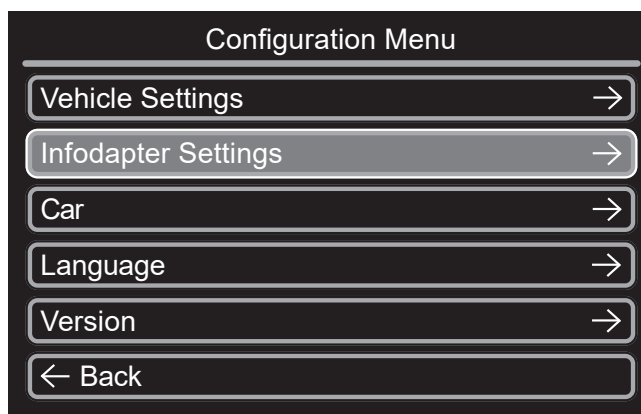 Configuration Menu
Vehicle Settings
Infodapter Settings
Car
Language
Version
Back